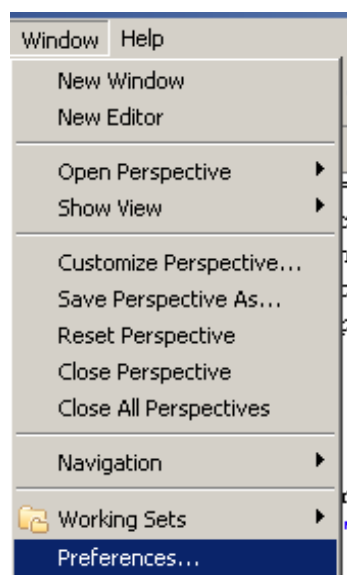 Window Help
New Window
New Editor
Open Perspective
Show View
Customize Perspective...
Save Perspective As...
Reset Perspective
Close Perspective
Close All Perspectives
Navigation
Working Sets
Preferences...